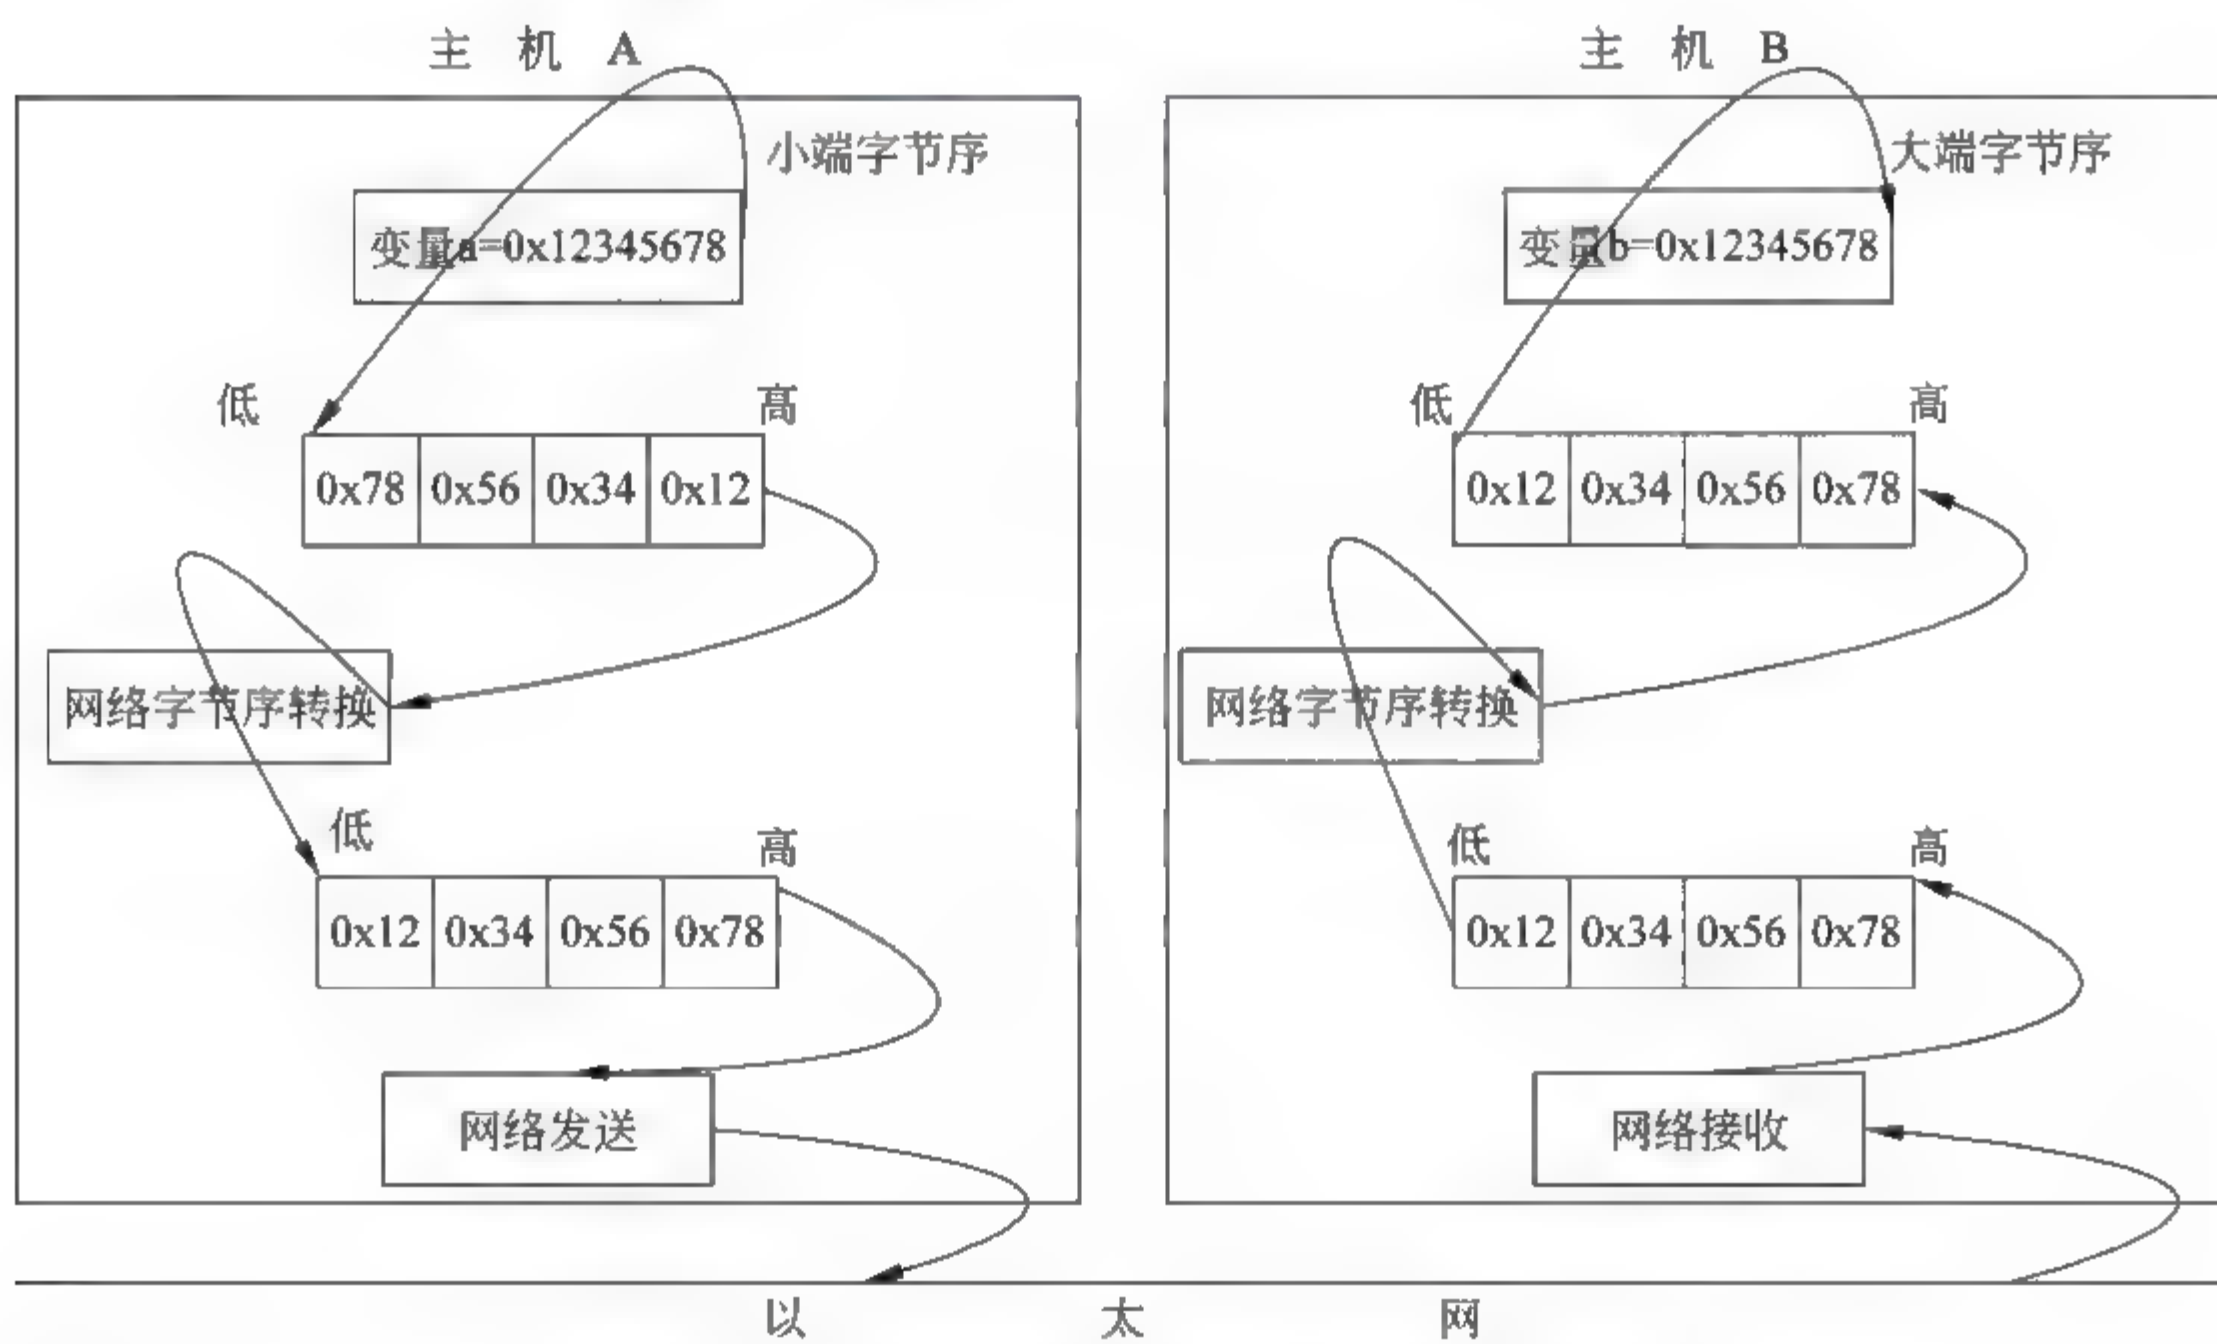 主 机 A
小端字节序
变量a=0x12345678
低 高
0x78 0x56 0x34 0x12
网络字节序转换
低 高
0x12 0x34 0x56 0x78
网络发送
主 机 B
大端字节序
变量b=0x12345678
低 高
0x12 0x34 0x56 0x78
网络字节序转换
低 高
0x12 0x34 0x56 0x78
网络接收
以 太 网